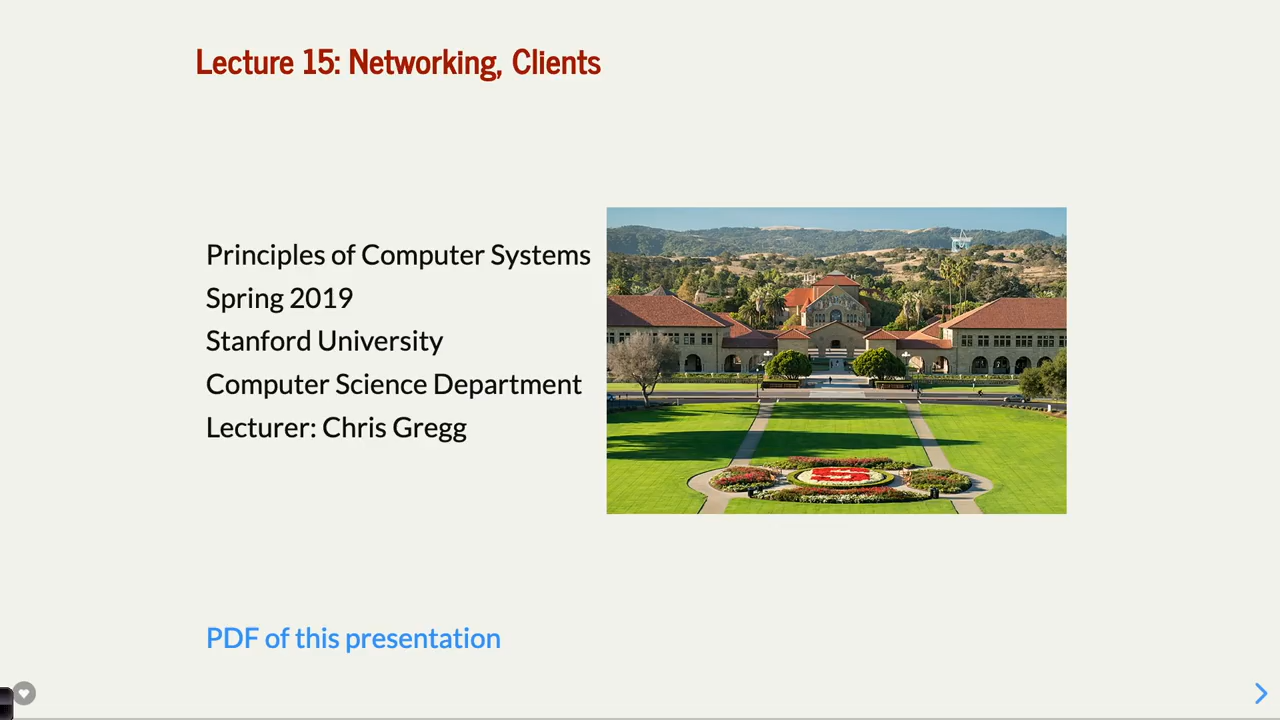 Lecture 15: Networking, Clients
Principles of Computer Systems
Spring 2019
Stanford University
Computer Science Department
Lecturer: Chris Gregg
PDF of this presentation